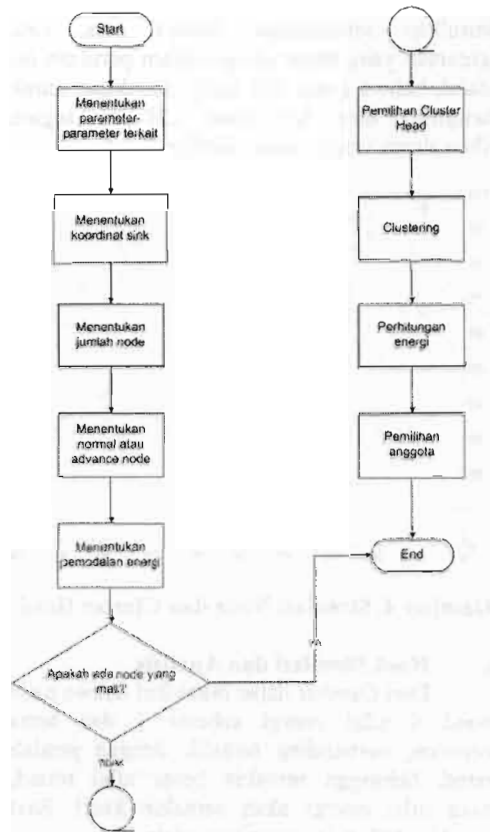 Start
Menentukan
parameter-
parameter terkait
Menentukan
koordinat sink
Menentukan
jumlah node
Menentukan
normal atau
advance node
Menentukan
pemodelan energi
Apakah ada node yang
mati?
TIDAK
YA
Pemilihan Cluster
Head
Clustering
Perhitungan
energi
Pemilihan
anggota
End